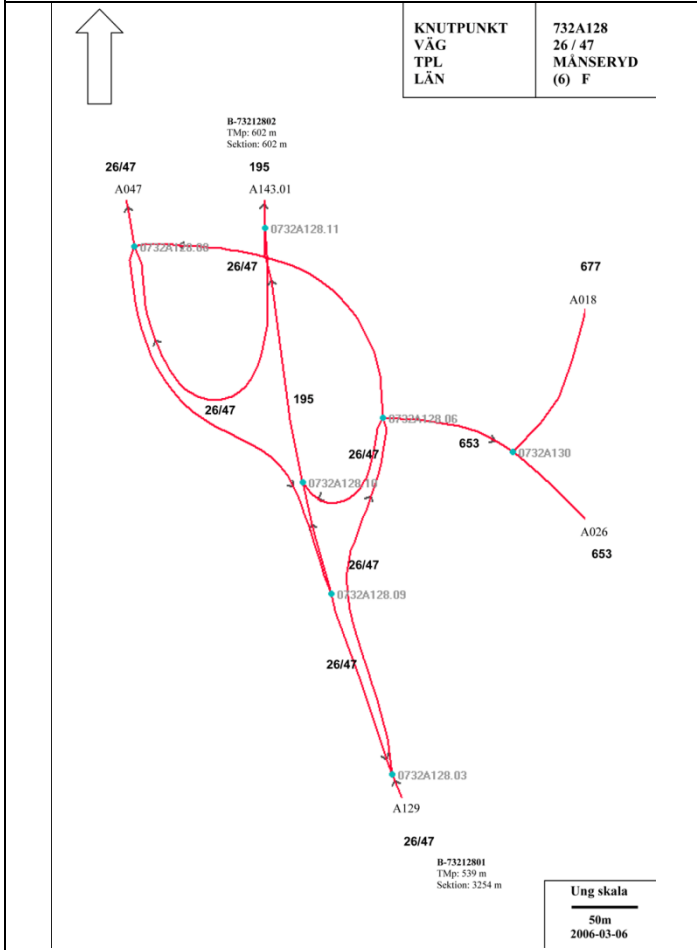 KNUTPUNKT 732A128
VÄG 26 / 47
TPL MÅNSERYD
LÄN (6) F
B-73212802
TMp: 602 m
Sektion: 602 m
26/47
195
A047
A143.01
0732A128.11
0732A128.08
26/47
677
A018
26/47
195
0732A128.06
653
26/47
0732A130
0732A128.10
A026
653
26/47
0732A128.09
26/47
0732A128.03
A129
26/47
B-73212801
TMp: 539 m
Sektion: 3254 m
Ung skala
50m
2006-03-06